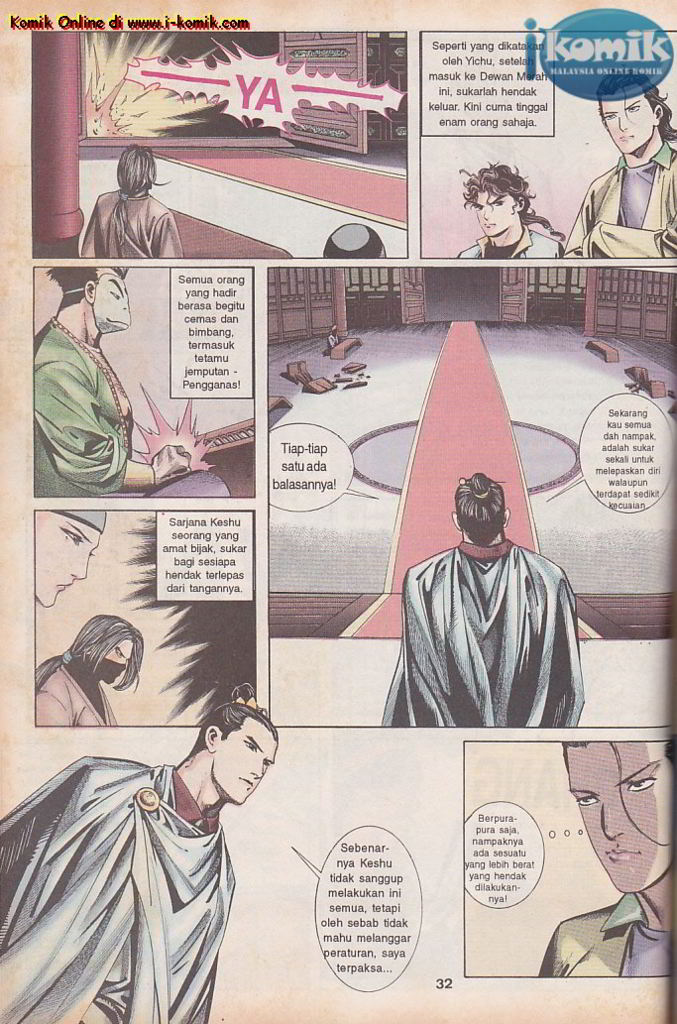 Komik Online di www.i-komik.com
ikomik
MALAYSIA ONLINE KOMIK
YA
Seperti yang dikatakan
oleh Yichu, setelah
masuk ke Dewan Merah
ini, sukarlah hendak
keluar. Kini cuma tinggal
enam orang sahaja.
Semua orang
yang hadir
berasa begitu
cemas dan
bimbang,
termasuk
tetamu
jemputan -
Pengganas!
Tiap-tiap
satu ada
balasannya!
Sekarang
kau semua
dah nampak,
adalah sukar
sekali untuk
melepaskan diri
walaupun
terdapat sedikit
kecuaian.
Sarjana Keshu
seorang yang
amat bijak, sukar
bagi sesiapa
hendak terlepas
dari tangannya.
Sebenar-
nya Keshu
tidak sanggup
melakukan ini
semua, tetapi
oleh sebab tidak
mahu melanggar
peraturan, saya
terpaksa...
Berpura-
pura saja,
nampaknya
ada sesuatu
yang lebih berat
yang hendak
dilakukan-
nya!
32